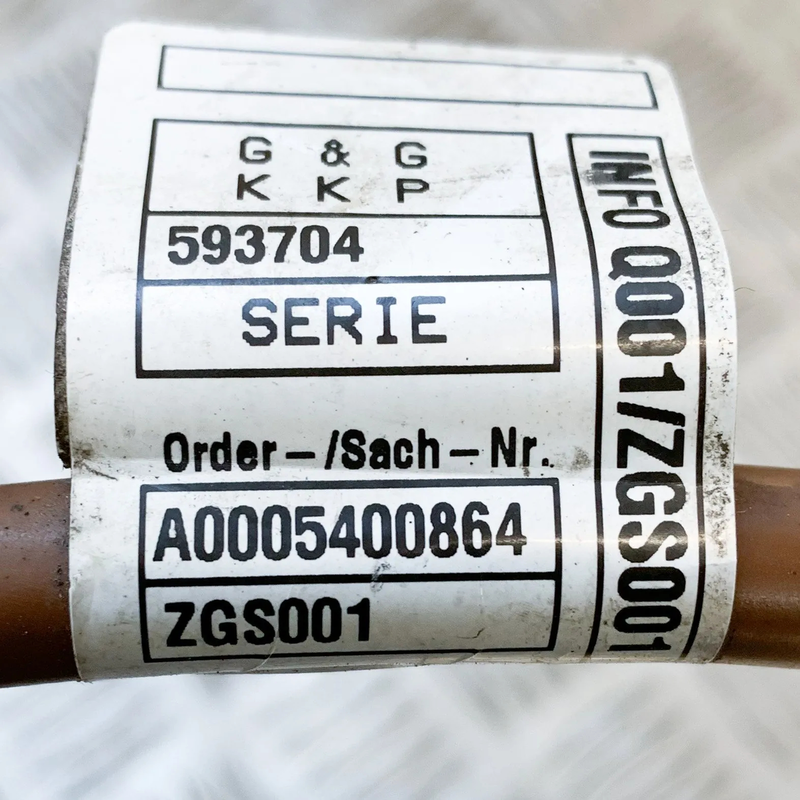 G & G
K K P
593704
SERIE
Order-/Sach-Nr.
A0005400864
ZGS001
INFO Q001/ZGS001